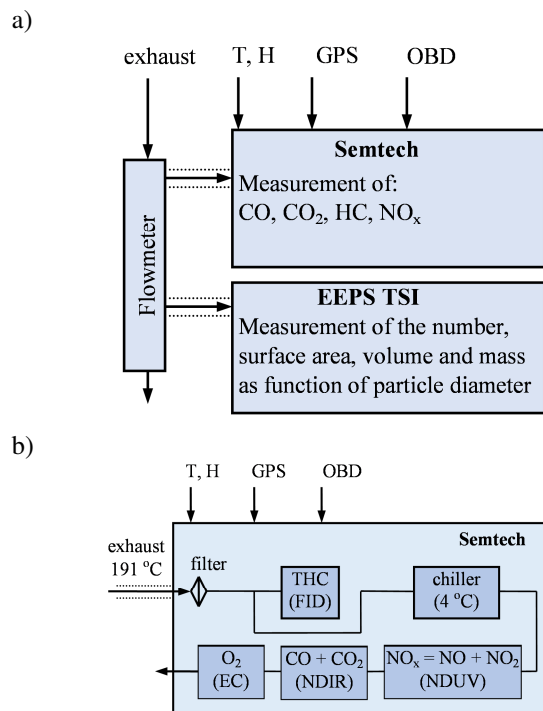 a)
exhaust
T, H
GPS
OBD
Flowmeter
Semtech
Measurement of:
CO, CO₂, HC, NOₓ
EEPS TSI
Measurement of the number,
surface area, volume and mass
as function of particle diameter
b)
T, H
GPS
OBD
exhaust
191 °C
filter
Semtech
THC
(FID)
chiller
(4 °C)
O₂
(EC)
CO + CO₂
(NDIR)
NOₓ = NO + NO₂
(NDUV)